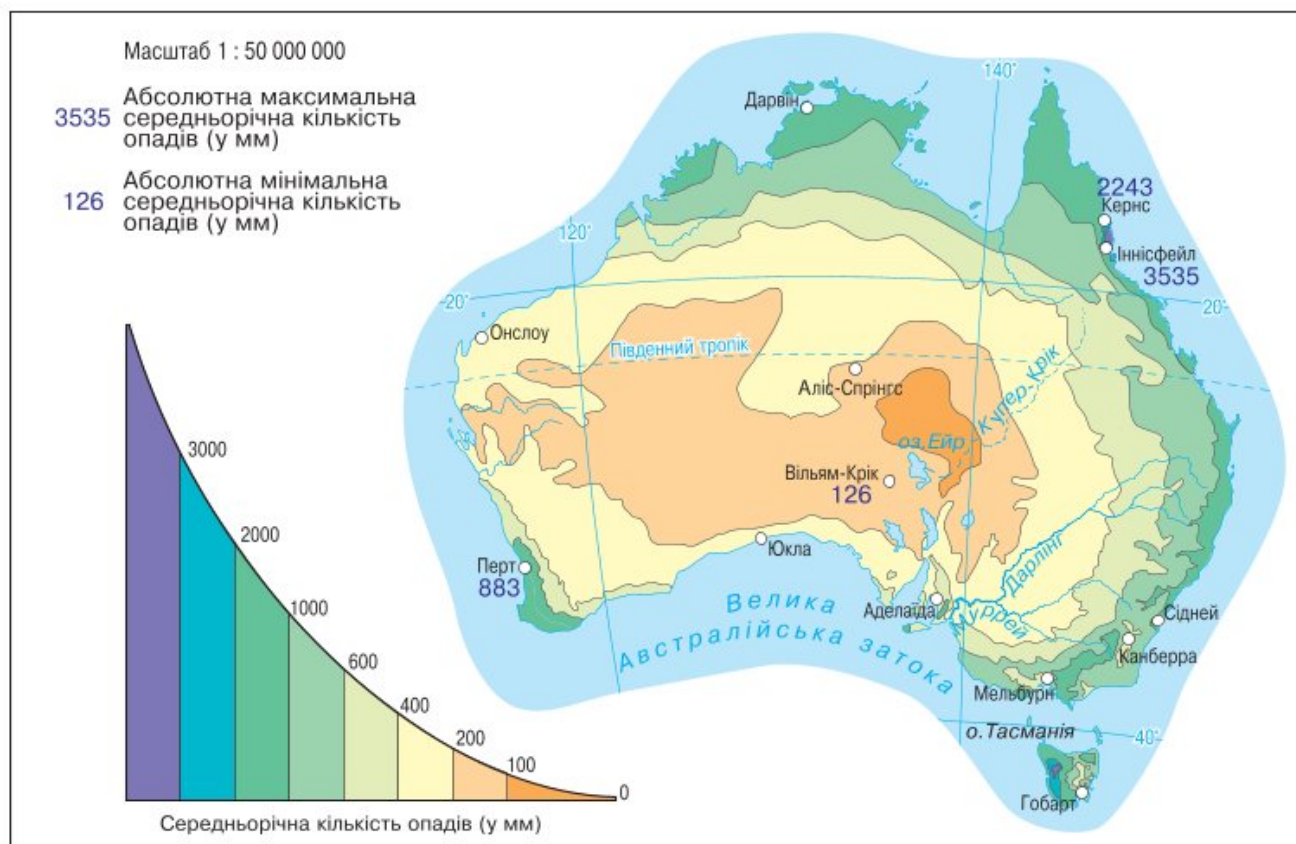 Масштаб 1 : 50 000 000
3535
Абсолютна максимальна
середньорічна кількість
опадів (у мм)
126
Абсолютна мінімальна
середньорічна кількість
опадів (у мм)
3000
2000
1000
600
400
200
100
0
Середньорічна кількість опадів (у мм)
140°
Дарвін
2243
Кернс
120°
Іннісфейл
3535
20°
20°
Онслоу
Південний тропік
Аліс-Спрінгс
оз.Ейр-Купер-Крік
Вільям-Крік
126
Юкла
Перт
883
Дарлінг
Аделаїда
Муррей
Сідней
Велика
Австралійська затока
Канберра
Мельбурн
о.Тасманія
40°
Гобарт